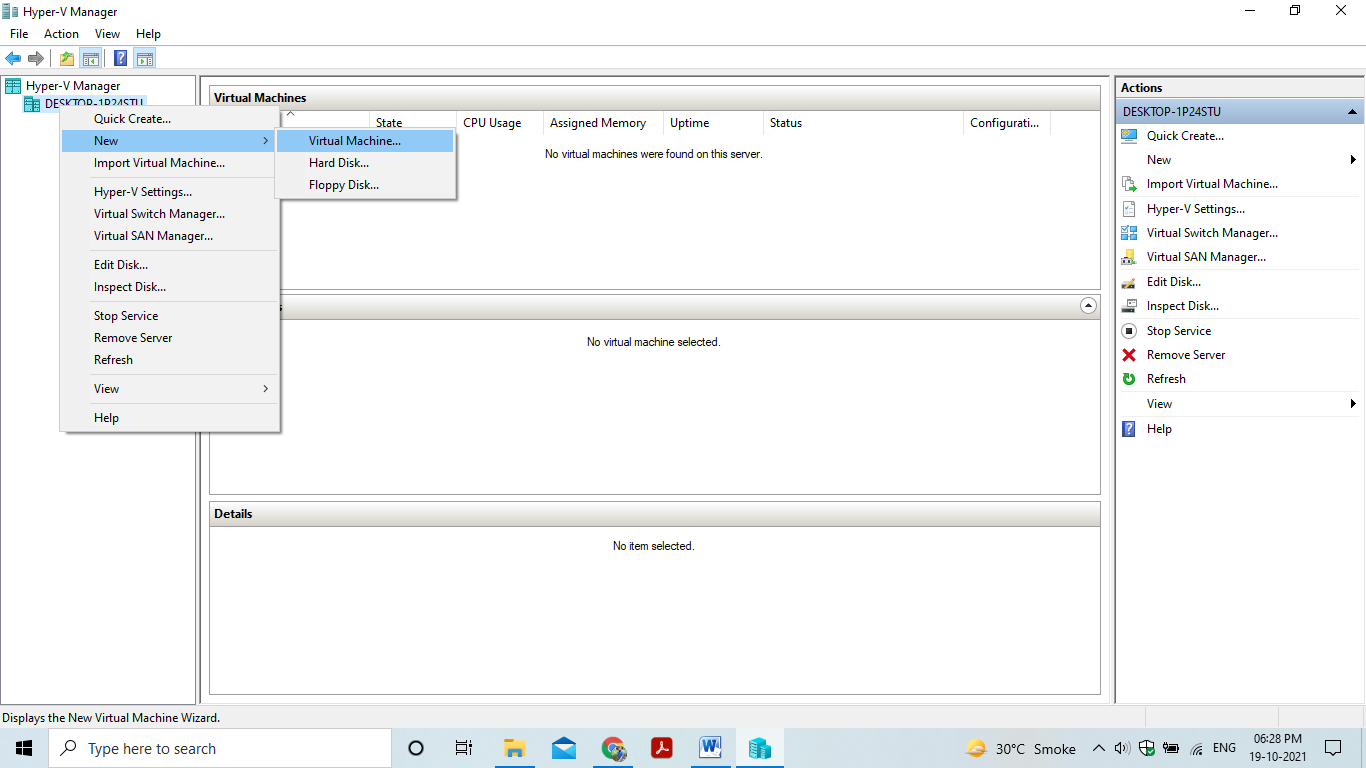 Hyper-V Manager
File Action View Help
Hyper-V Manager
DESKTOP-1P24STU
Quick Create...
New
Import Virtual Machine...
Hyper-V Settings...
Virtual Switch Manager...
Virtual SAN Manager...
Edit Disk...
Inspect Disk...
Stop Service
Remove Server
Refresh
View
Help
Virtual Machine...
Hard Disk...
Floppy Disk...
Virtual Machines
State CPU Usage Assigned Memory Uptime Status Configurati...
No virtual machines were found on this server.
No virtual machine selected.
Details
No item selected.
Actions
DESKTOP-1P24STU
Quick Create...
New
Import Virtual Machine...
Hyper-V Settings...
Virtual Switch Manager...
Virtual SAN Manager...
Edit Disk...
Inspect Disk...
Stop Service
Remove Server
Refresh
View
Help
Displays the New Virtual Machine Wizard.
Type here to search
30°C Smoke
ENG
06:28 PM
19-10-2021